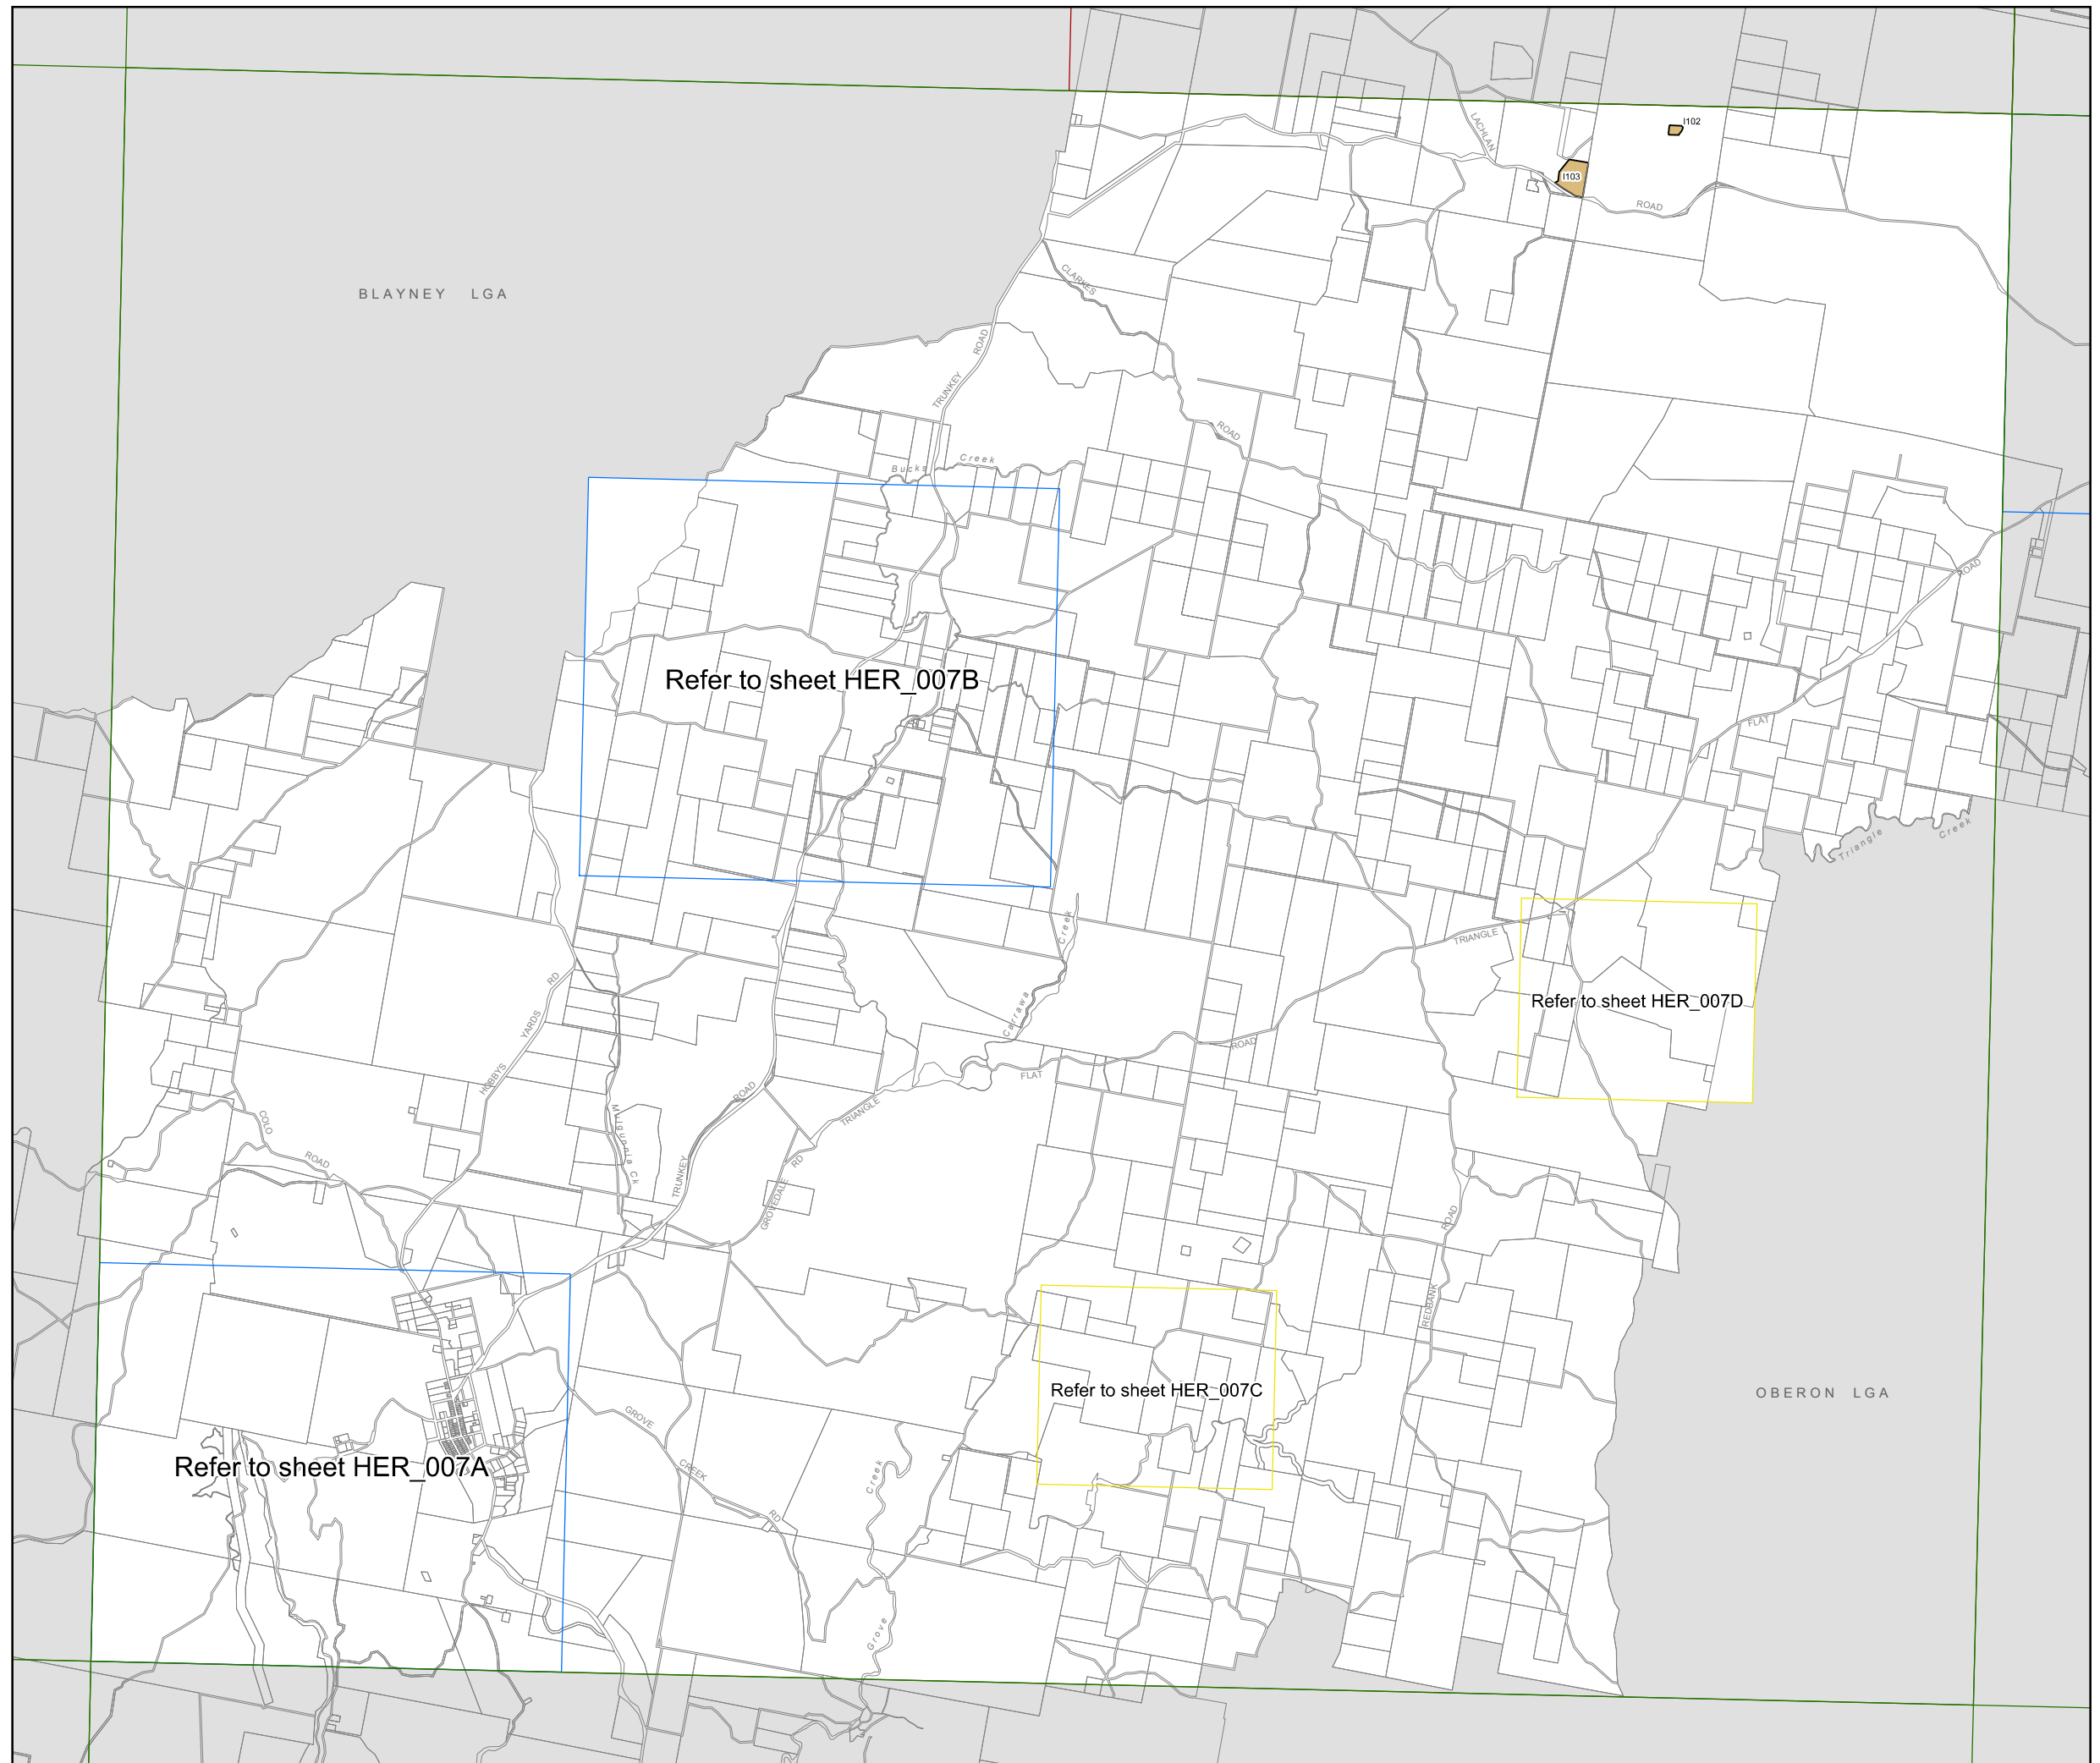 I102
LACHLAN
I103
ROAD
CLARKES
BLAYNEY LGA
ROAD
TRUNKEY
ROAD
Bucks Creek
ROAD
Refer to sheet HER_007B
FLAT
Triangle Creek
Creek
TRIANGLE
RD
Carrawa
Refer to sheet HER_007D
YARDS
ROAD
HOBBYS
FLAT
ROAD
TRIANGLE
COLO
Mulgunnia Ck
ROAD
RD
TRUNKEY
GROVEDALE
ROAD
REDBANK
Refer to sheet HER_007C
OBERON LGA
GROVE
Refer to sheet HER_007A
CREEK
Creek
RD
Grove